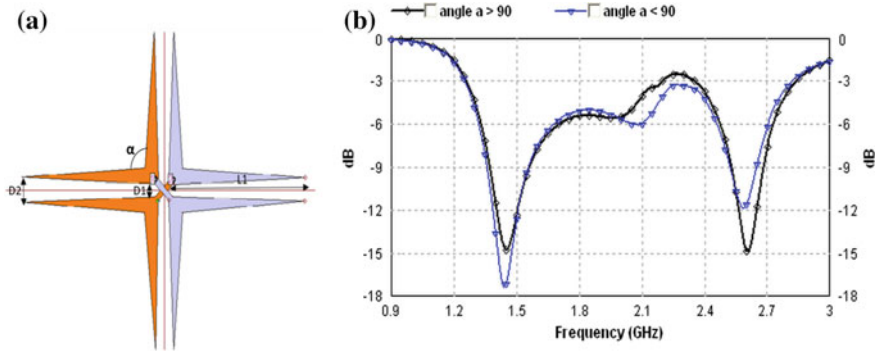 (a)
α
D2
D1
L1
(b)
angle a > 90
angle a < 90
0
-3
-6
-9
-12
-15
-18
dB
0
-3
-6
-9
-12
-15
-18
dB
0.9 1.2 1.5 1.8 2.1 2.4 2.7 3
Frequency (GHz)